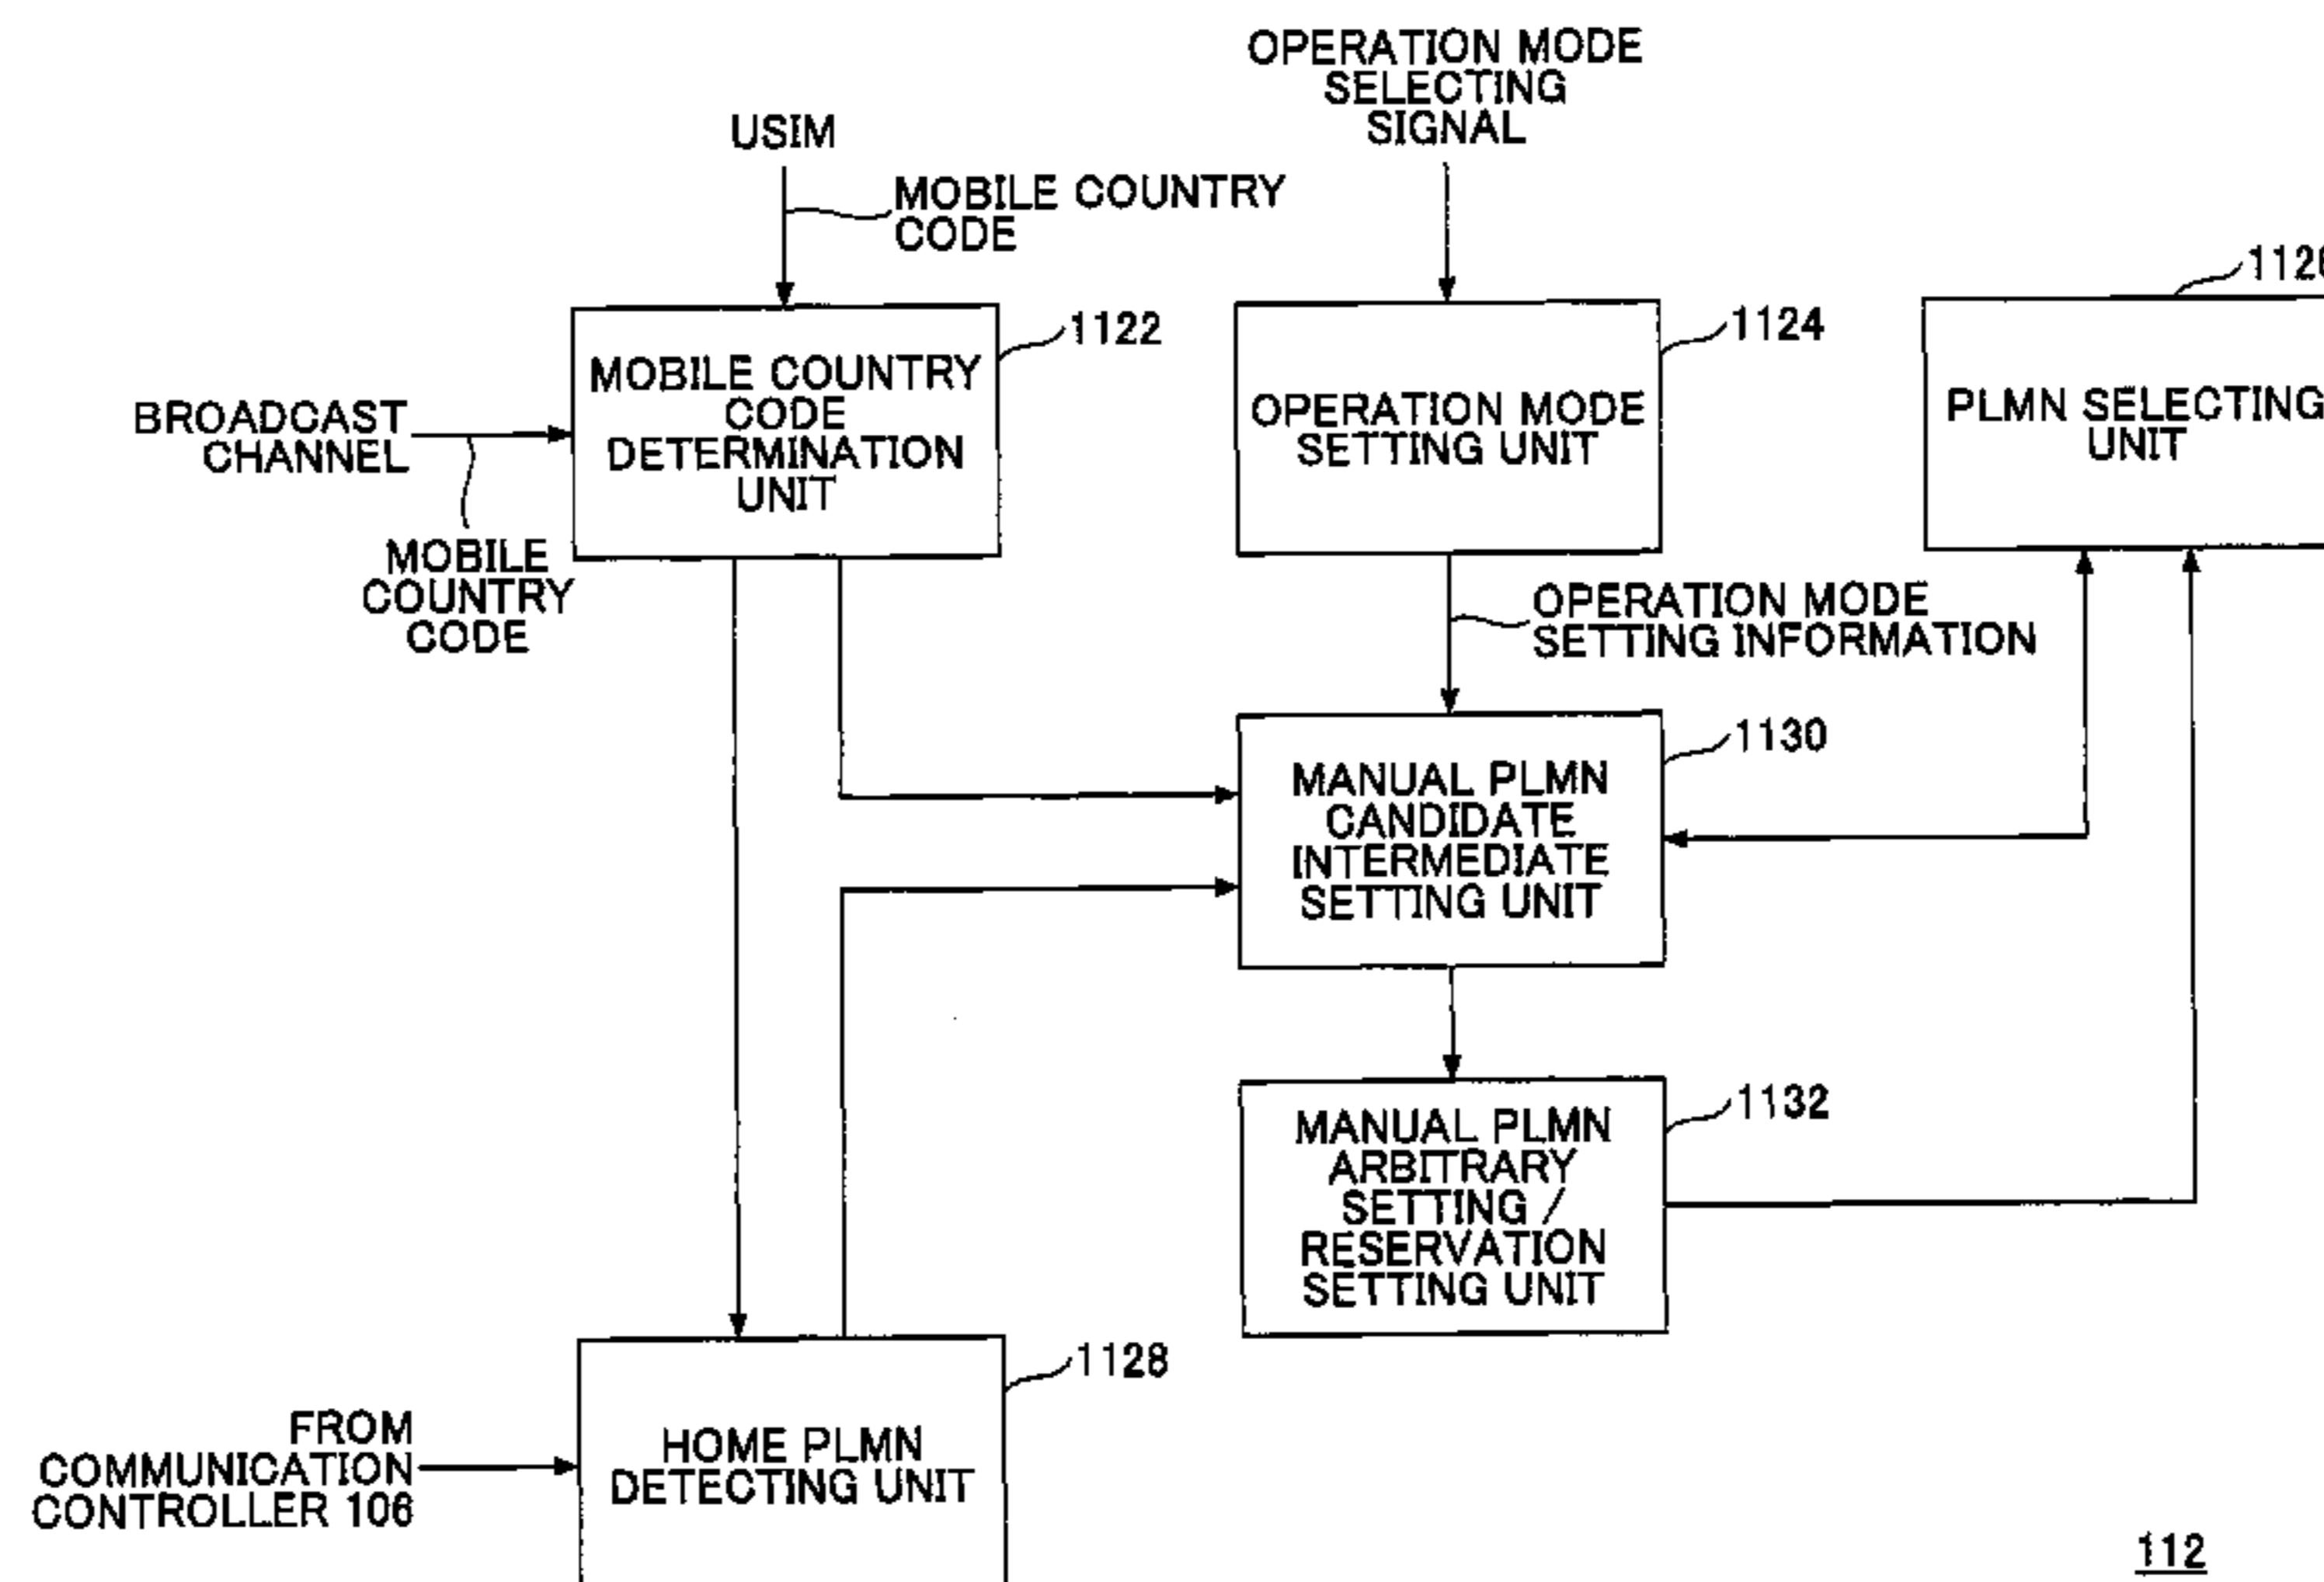 OPERATION MODE
SELECTING
SIGNAL
USIM
MOBILE COUNTRY
CODE
1122
1124
MOBILE COUNTRY
CODE
DETERMINATION
UNIT
BROADCAST
CHANNEL
MOBILE
COUNTRY
CODE
OPERATION MODE
SETTING UNIT
PLMN SELECTING
UNIT
OPERATION MODE
SETTING INFORMATION
1130
MANUAL PLMN
CANDIDATE
INTERMEDIATE
SETTING UNIT
1132
MANUAL PLMN
ARBITRARY
SETTING /
RESERVATION
SETTING UNIT
1128
FROM
COMMUNICATION
CONTROLLER 106
HOME PLMN
DETECTING UNIT
112